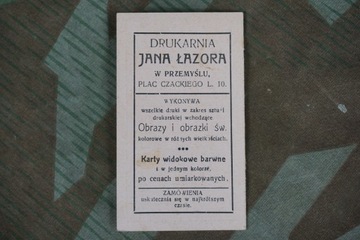 DRUKARNIA
JANA ŁAZORA
W PRZEMYŚLU,
PLAC CZACKIEGO L. 10.
WYKONYWA
wszelkie druki w zakres sztuki
drukarskiej wchodzące
Obrazy i obrazki św.
kolorowe w różnych wielkościach.
Karty widokowe barwne
i w jednym kolorze,
po cenach umiarkowanych.
ZAMÓWIENIA
uskutecznia się w najkrótszym
czasie.